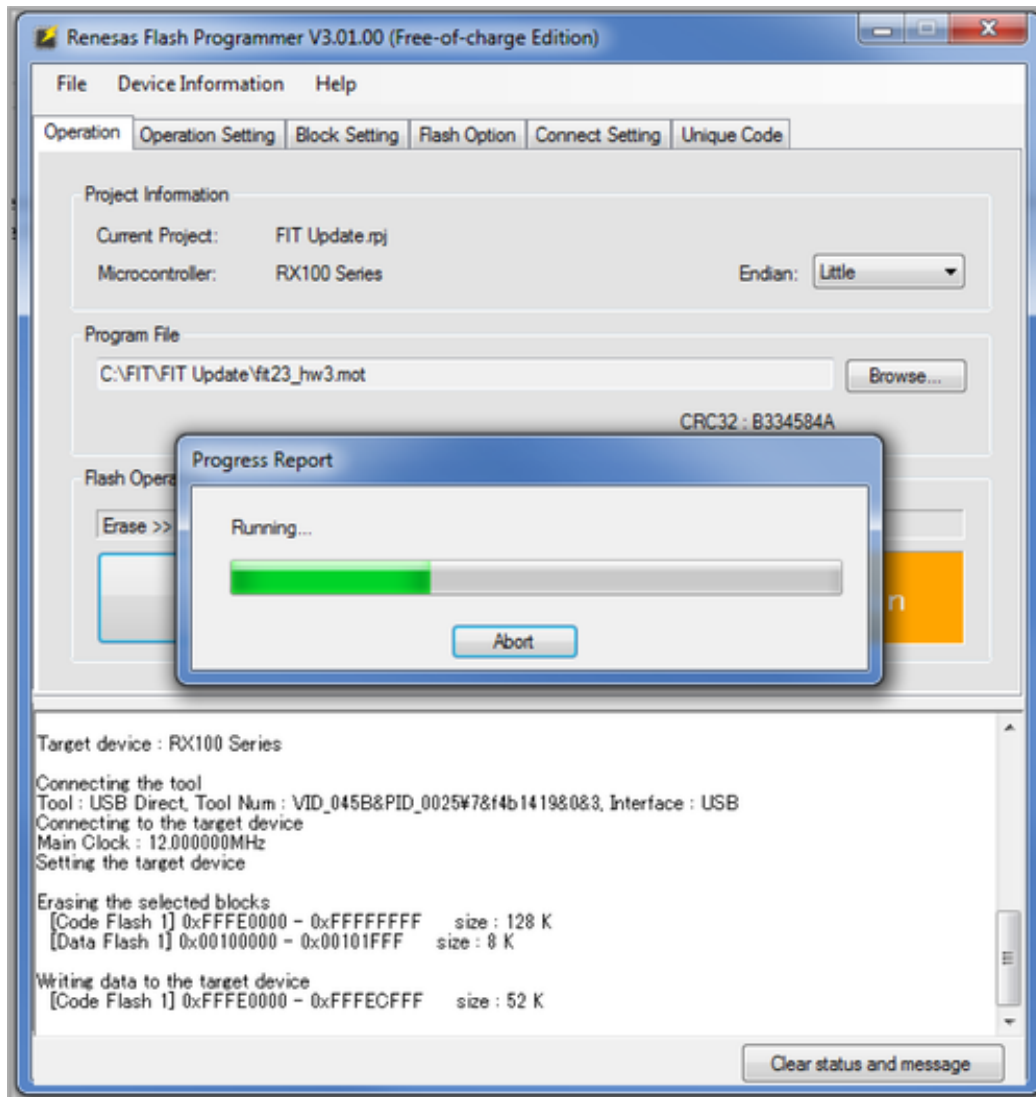 Renesas Flash Programmer V3.01.00 (Free-of-charge Edition)
File Device Information Help
Operation Operation Setting Block Setting Flash Option Connect Setting Unique Code
Project Information
Current Project: FIT Update.rpj
Microcontroller: RX100 Series Endian: Little
Program File
C:\FIT\FIT Update\fit23_hw3.mot Browse...
CRC32 : B334584A
Progress Report
Flash Opera
Erase >>
Running...
n
Abort
Target device : RX100 Series
Connecting the tool
Tool : USB Direct, Tool Num : \VID_045B&PID_0025¥7&f4b1419&0&3, Interface : USB
Connecting to the target device
Main Clock : 12.000000MHz
Setting the target device
Erasing the selected blocks
[Code Flash 1] 0xFFFE0000 - 0xFFFFFFFF size : 128 K
[Data Flash 1] 0x00100000 - 0x00101FFF size : 8 K
Writing data to the target device
[Code Flash 1] 0xFFFE0000 - 0xFFFECFFF size : 52 K
Clear status and message